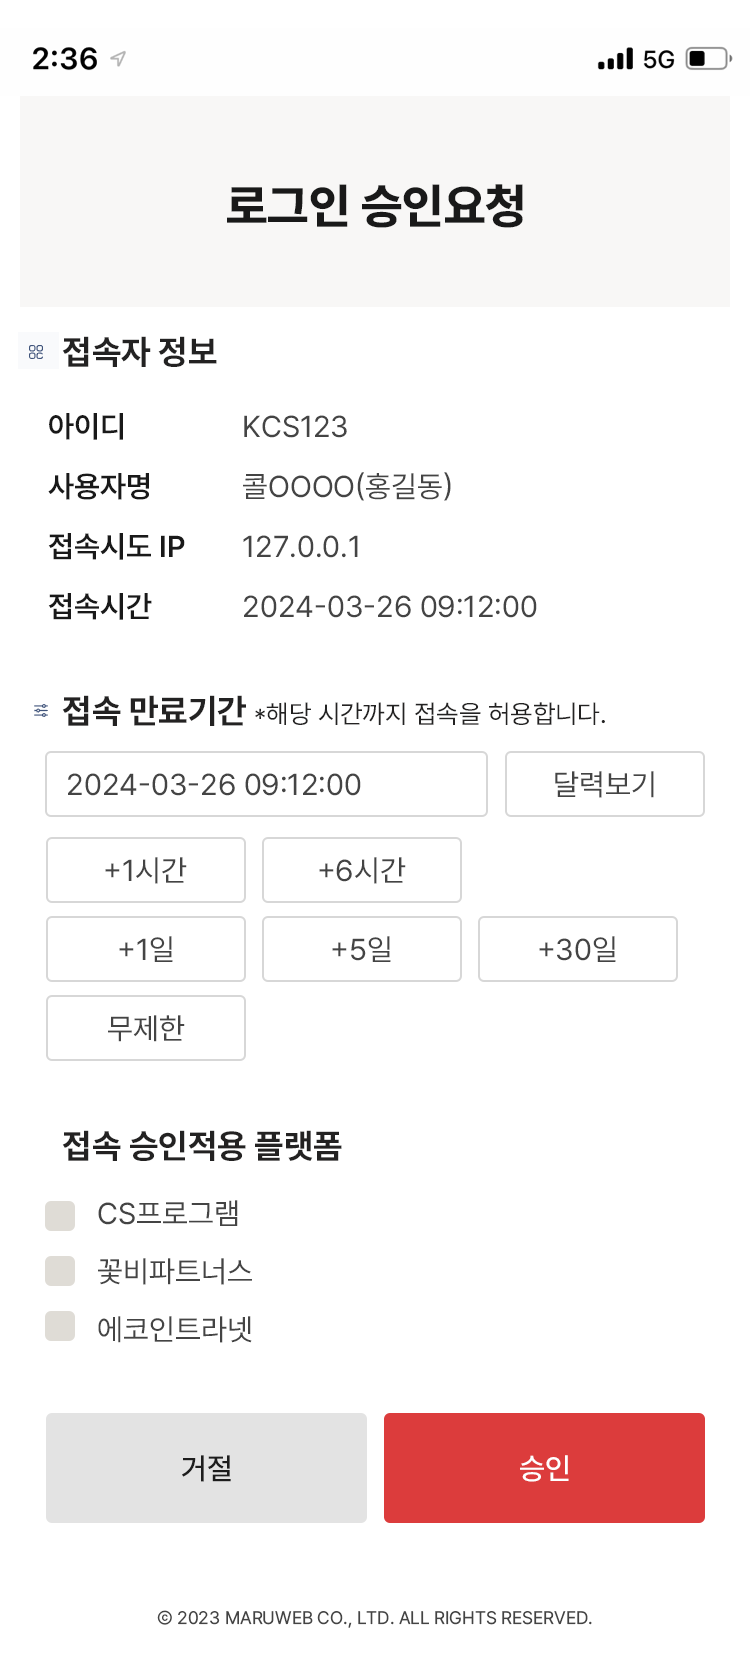 2:36 5G
로그인 승인요청
접속자 정보
아이디 KCS123
사용자명 콜OOOO(홍길동)
접속시도 IP 127.0.0.1
접속시간 2024-03-26 09:12:00
접속 만료기간 *해당 시간까지 접속을 허용합니다.
2024-03-26 09:12:00 달력보기
+1시간 +6시간
+1일 +5일 +30일
무제한
접속 승인적용 플랫폼
CS프로그램
꽃비파트너스
에코인트라넷
거절 승인
© 2023 MARUWEB CO., LTD. ALL RIGHTS RESERVED.